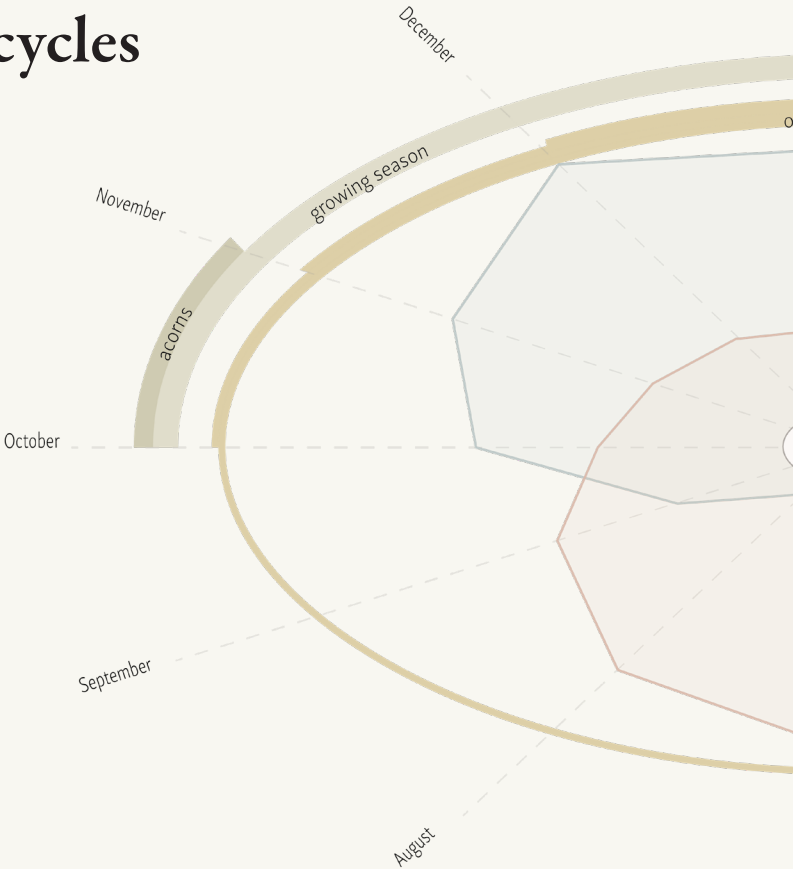 cycles
December
growing season
o
November
acorns
October
September
August